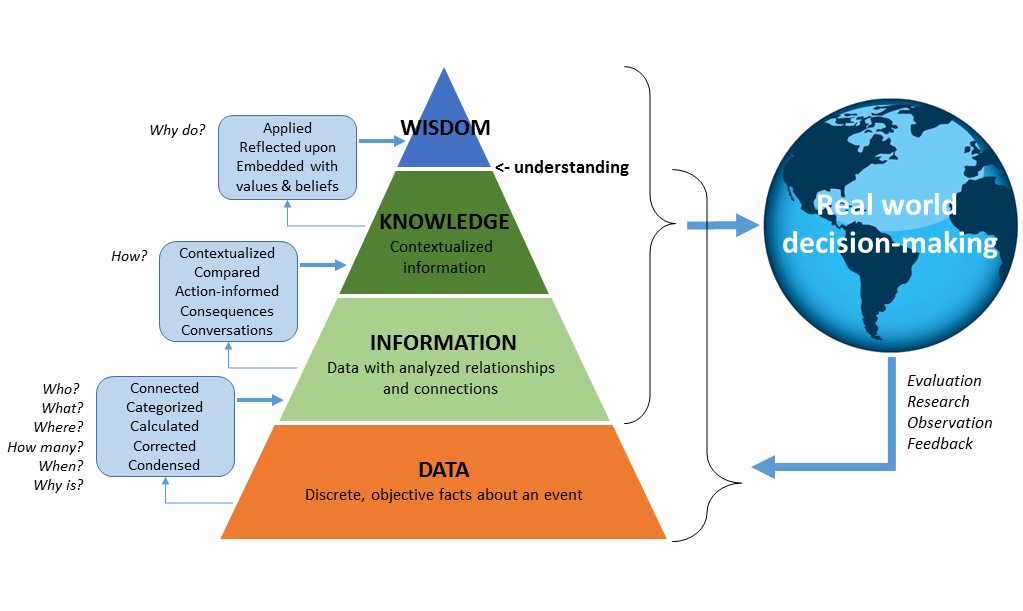 Why do?
Applied
Reflected upon
Embedded with
values & beliefs
WISDOM
<- understanding
How?
Contextualized
Compared
Action-informed
Consequences
Conversations
KNOWLEDGE
Contextualized
information
Who?
What?
Where?
How many?
When?
Why is?
Connected
Categorized
Calculated
Corrected
Condensed
INFORMATION
Data with analyzed relationships
and connections
DATA
Discrete, objective facts about an event
Real world
decision-making
Evaluation
Research
Observation
Feedback